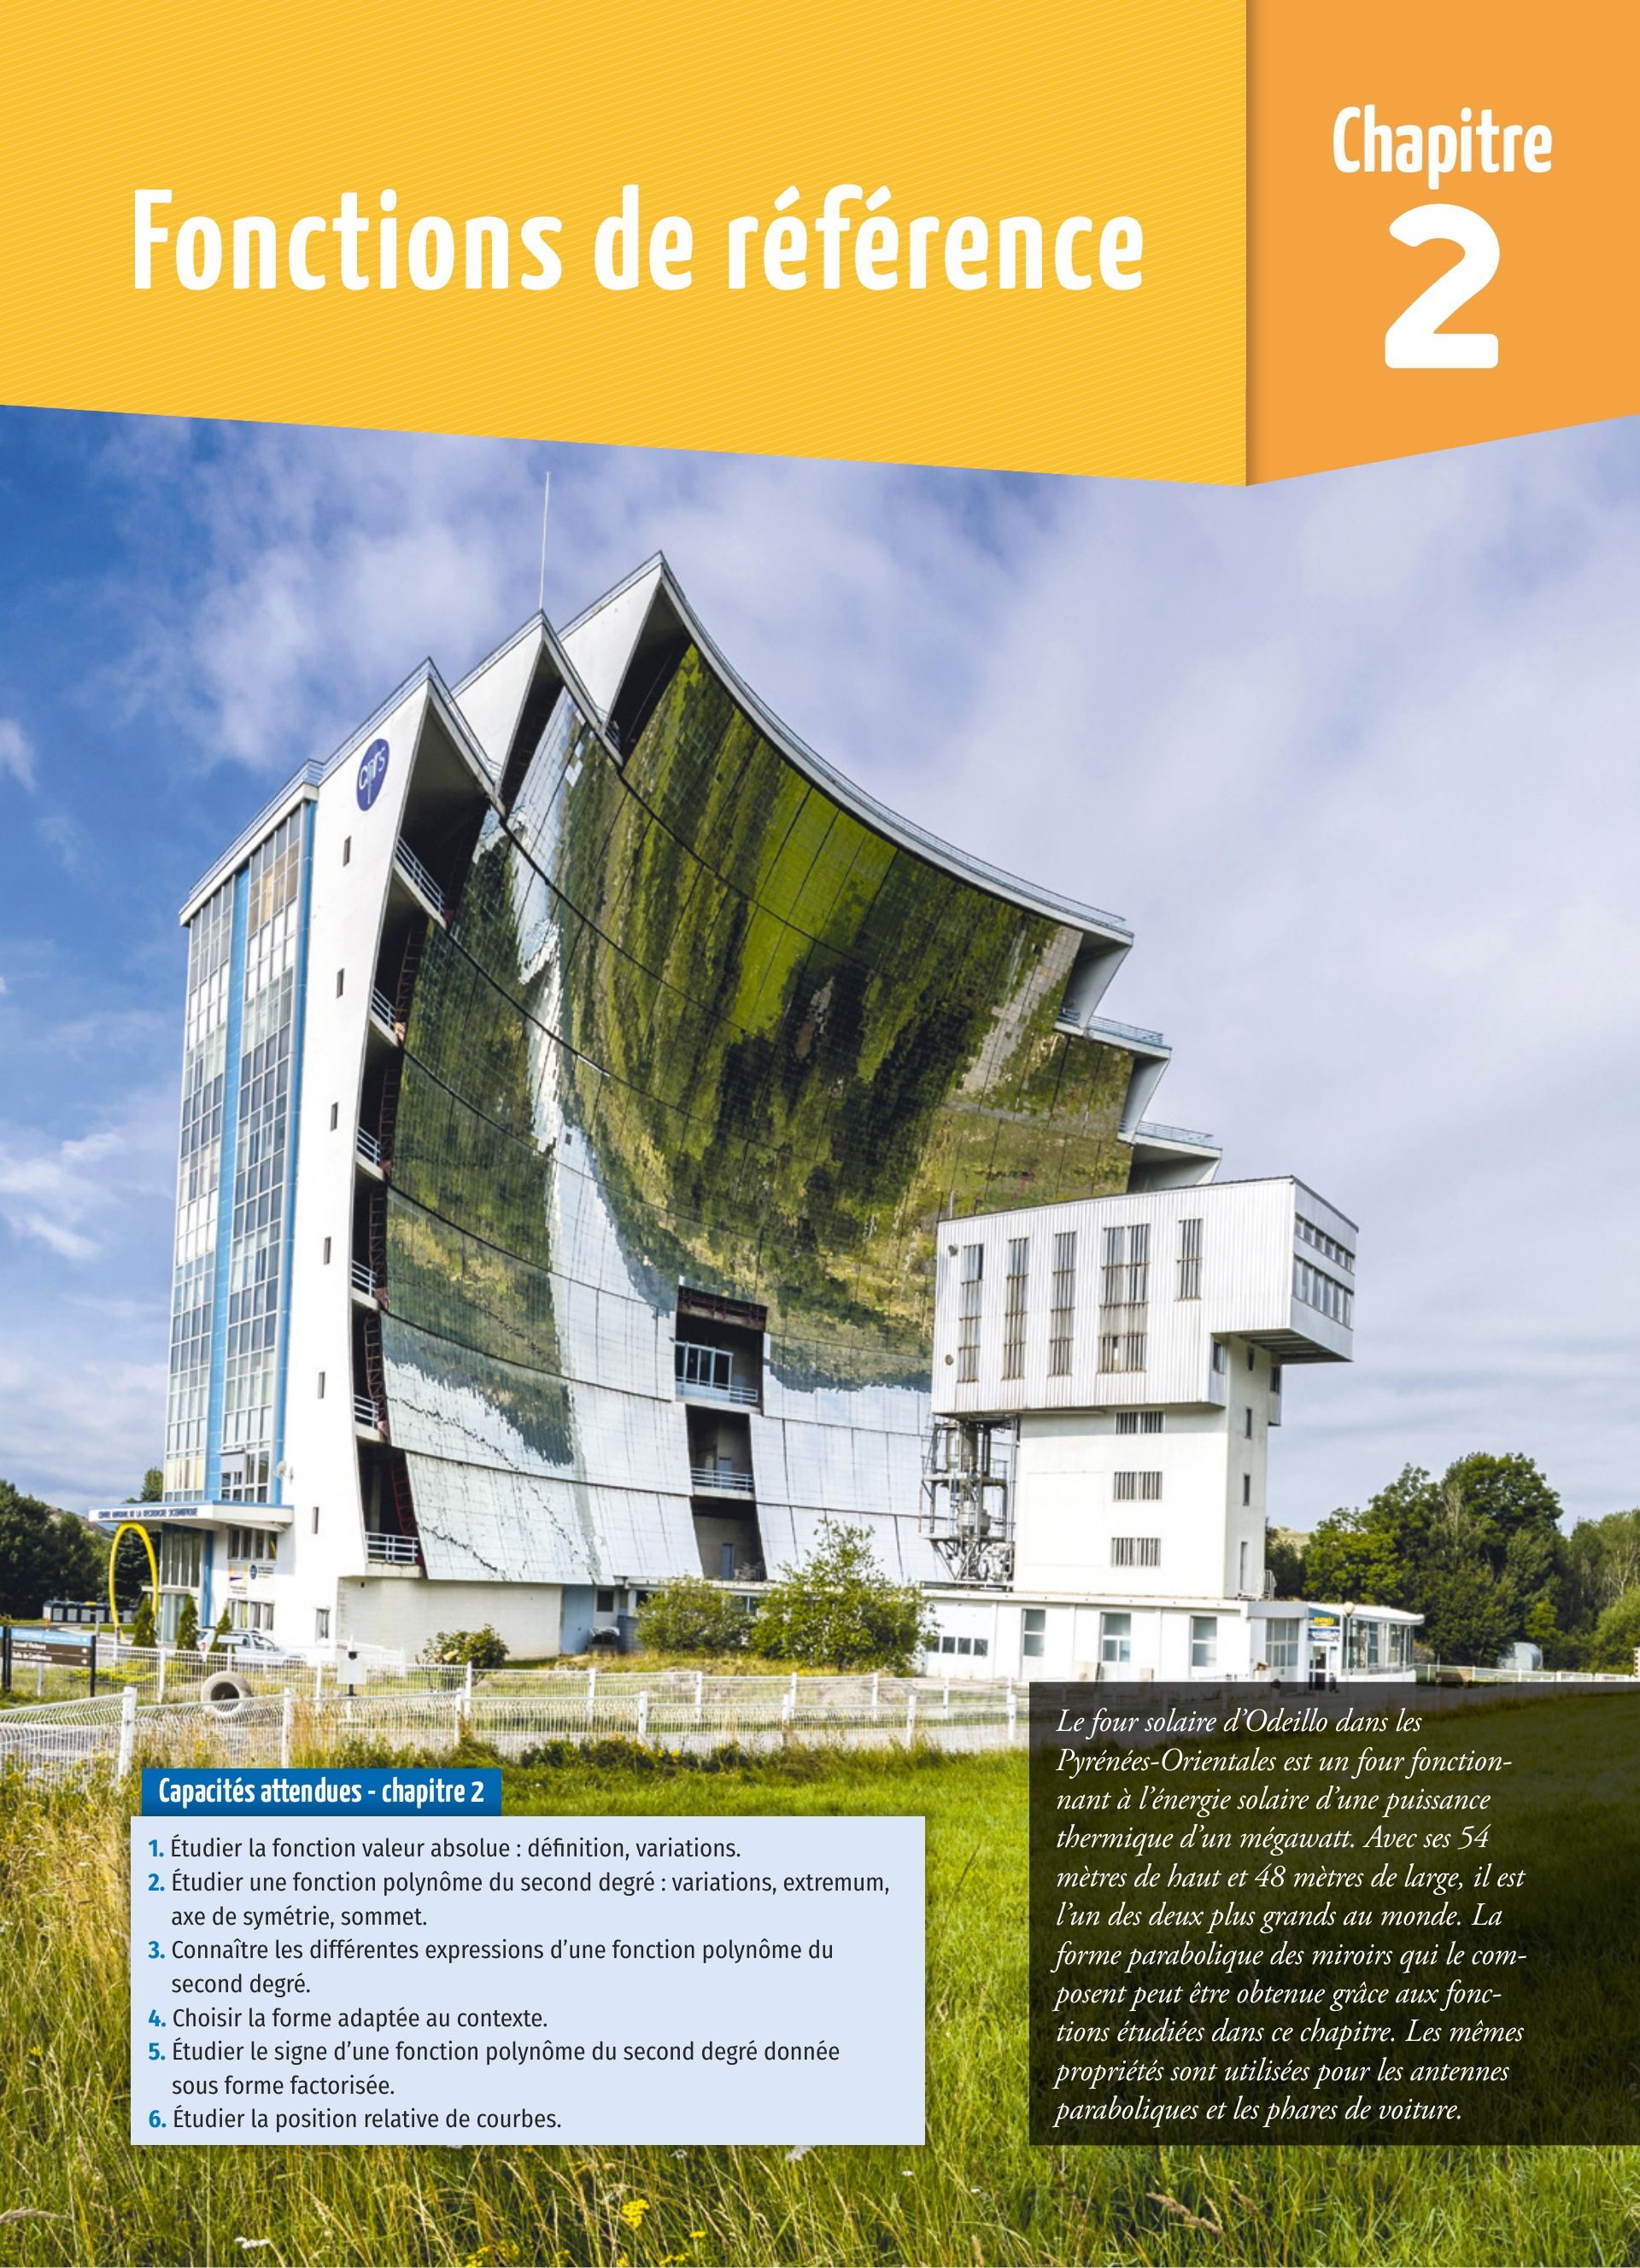 Chapitre
2
Fonctions de référence
cnrs
Capacités attendues - chapitre 2
1. Étudier la fonction valeur absolue : définition, variations.
2. Étudier une fonction polynôme du second degré : variations, extremum,
axe de symétrie, sommet.
3. Connaître les différentes expressions d’une fonction polynôme du
second degré.
4. Choisir la forme adaptée au contexte.
5. Étudier le signe d’une fonction polynôme du second degré donnée
sous forme factorisée.
6. Étudier la position relative de courbes.
Le four solaire d’Odeillo dans les
Pyrénées-Orientales est un four fonction-
nant à l’énergie solaire d’une puissance
thermique d’un mégawatt. Avec ses 54
mètres de haut et 48 mètres de large, il est
l’un des deux plus grands au monde. La
forme parabolique des miroirs qui le com-
posent peut être obtenue grâce aux fonc-
tions étudiées dans ce chapitre. Les mêmes
propriétés sont utilisées pour les antennes
paraboliques et les phares de voiture.